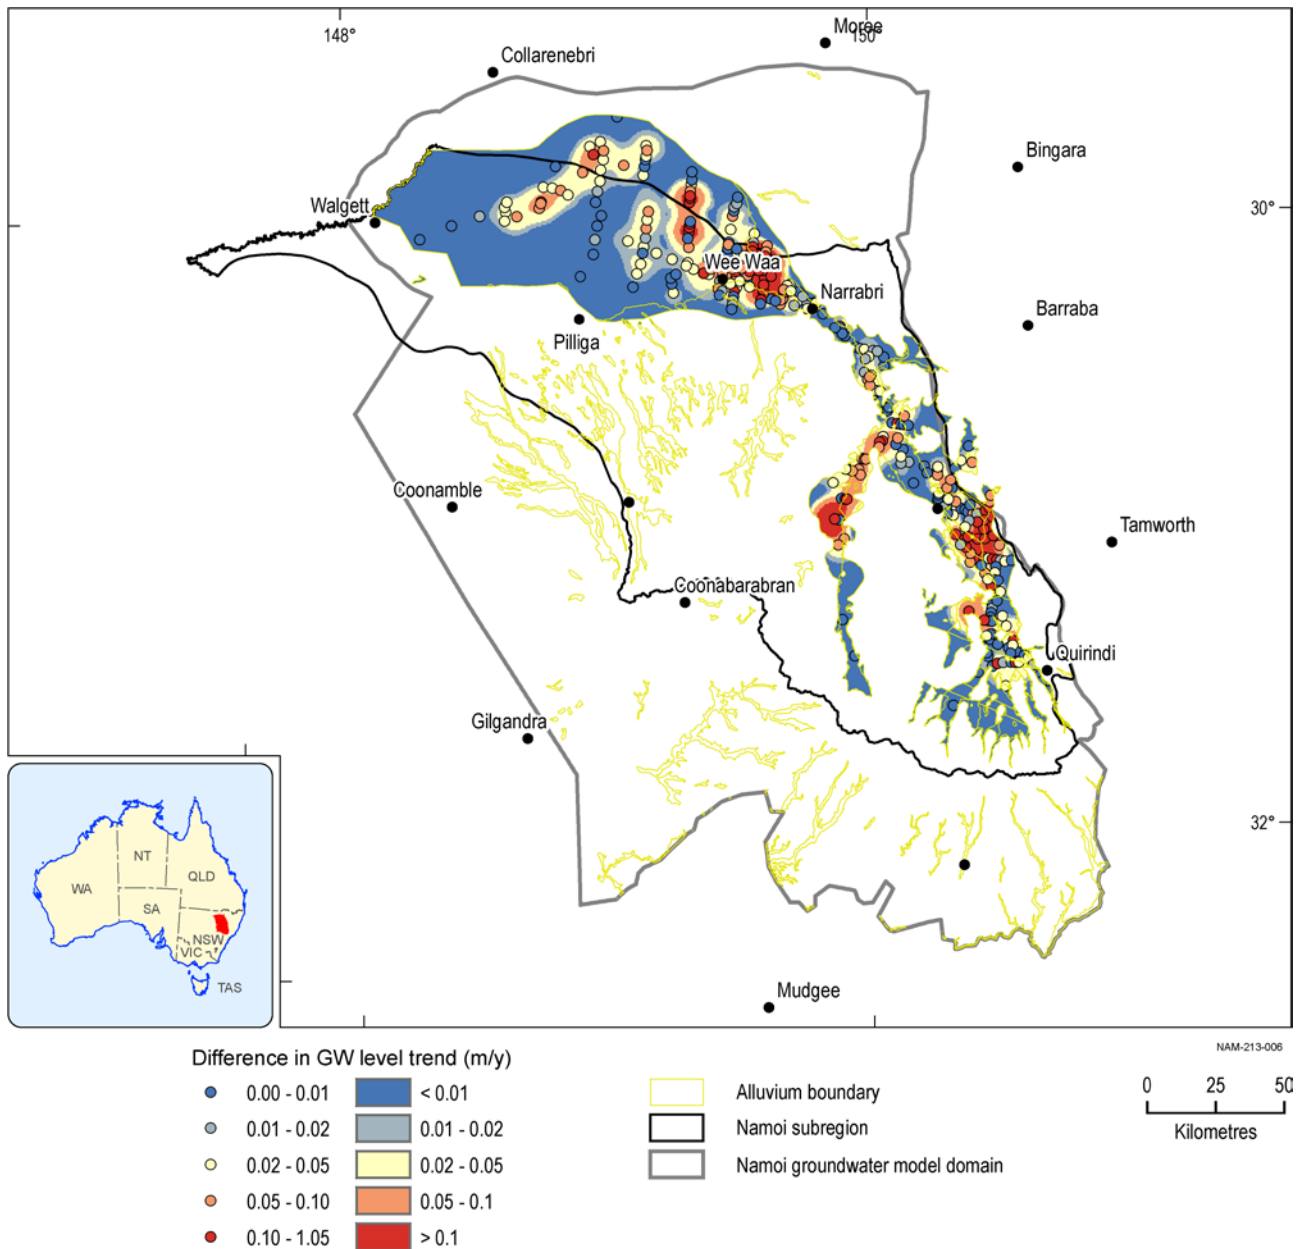 148°
150°
Moree
Collarenebri
Bingara
Walgett
30°
Wee Waa
Narrabri
Barraba
Pilliga
Coonamble
Tamworth
Coonabarabran
Quirindi
Gilgandra
32°
NT
QLD
WA
SA
NSW
VIC
TAS
Mudgee
NAM-213-006
Difference in GW level trend (m/y)
0.00 - 0.01 < 0.01 Alluvium boundary
0.01 - 0.02 0.01 - 0.02 Namoi subregion
0.02 - 0.05 0.02 - 0.05 Namoi groundwater model domain
0.05 - 0.10 0.05 - 0.1
0.10 - 1.05 > 0.1
0 25 50
Kilometres